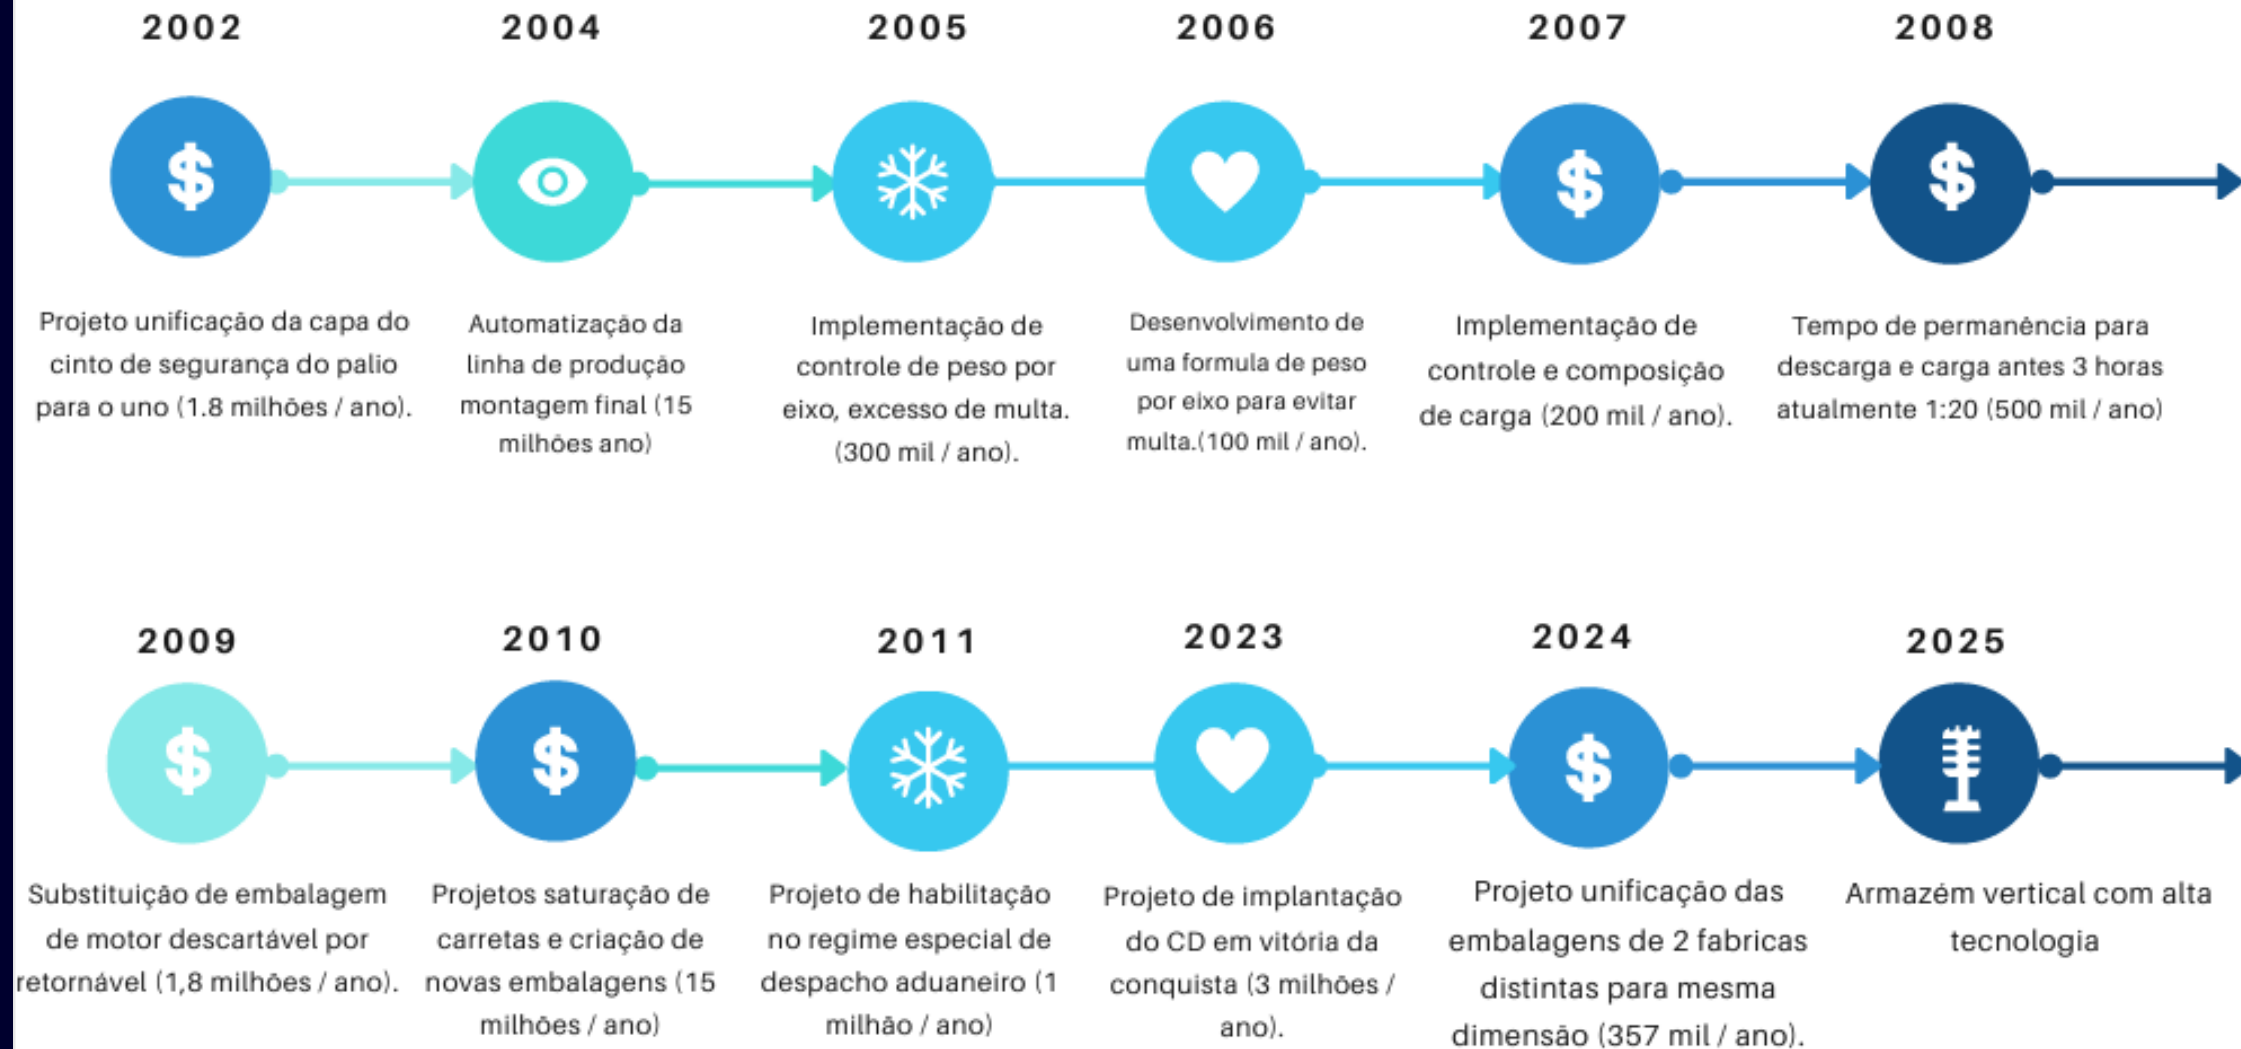 2002
2004
2005
2006
2007
2008
Projeto unificação da capa do
cinto de segurança do palio
para o uno (1.8 milhões / ano).
Automatização da
linha de produção
montagem final (15
milhões ano)
Implementação de
controle de peso por
eixo, excesso de multa.
(300 mil / ano).
Desenvolvimento de
uma formula de peso
por eixo para evitar
multa.(100 mil / ano).
Implementação de
controle e composição
de carga (200 mil / ano).
Tempo de permanência para
descarga e carga antes 3 horas
atualmente 1:20 (500 mil / ano)
2009
2010
2011
2023
2024
2025
Substituição de embalagem
de motor descartável por
retornável (1,8 milhões / ano).
Projetos saturação de
carretas e criação de
novas embalagens (15
milhões / ano)
Projeto de habilitação
no regime especial de
despacho aduaneiro (1
milhão / ano)
Projeto de implantação
do CD em vitória da
conquista (3 milhões /
ano).
Projeto unificação das
embalagens de 2 fabricas
distintas para mesma
dimensão (357 mil / ano).
Armazém vertical com alta
tecnologia